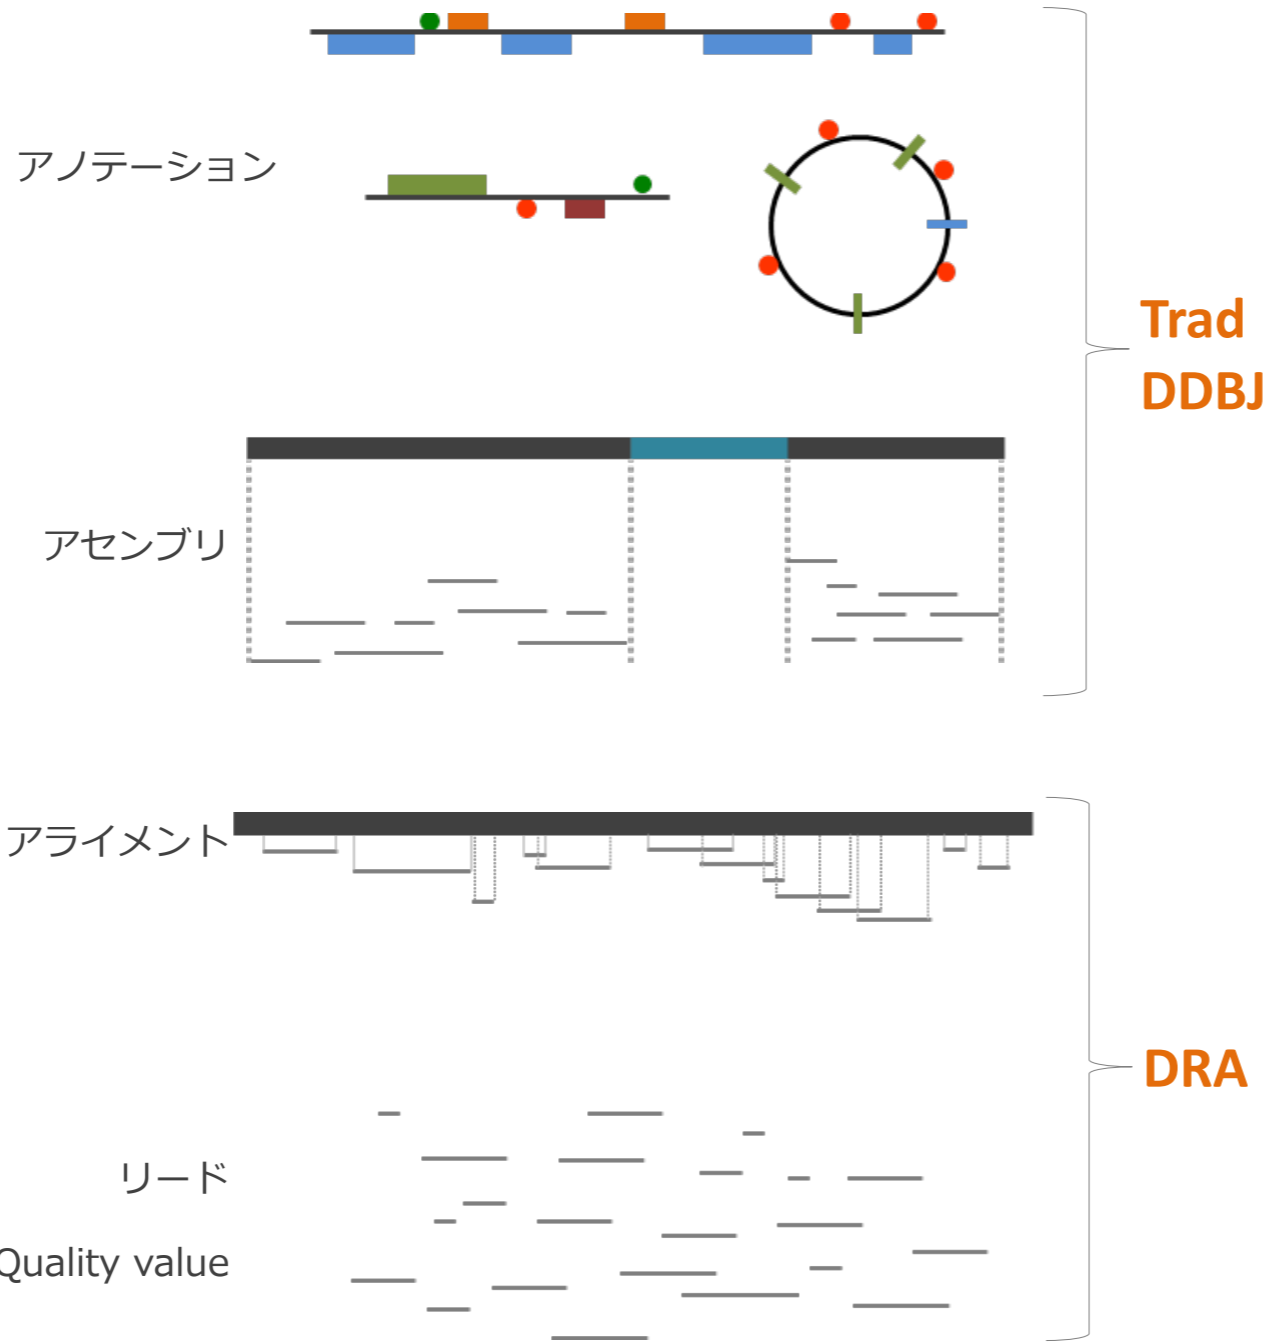 アノテーション
Trad
DDBJ
アセンブリ
アライメント
DRA
リード
Quality value